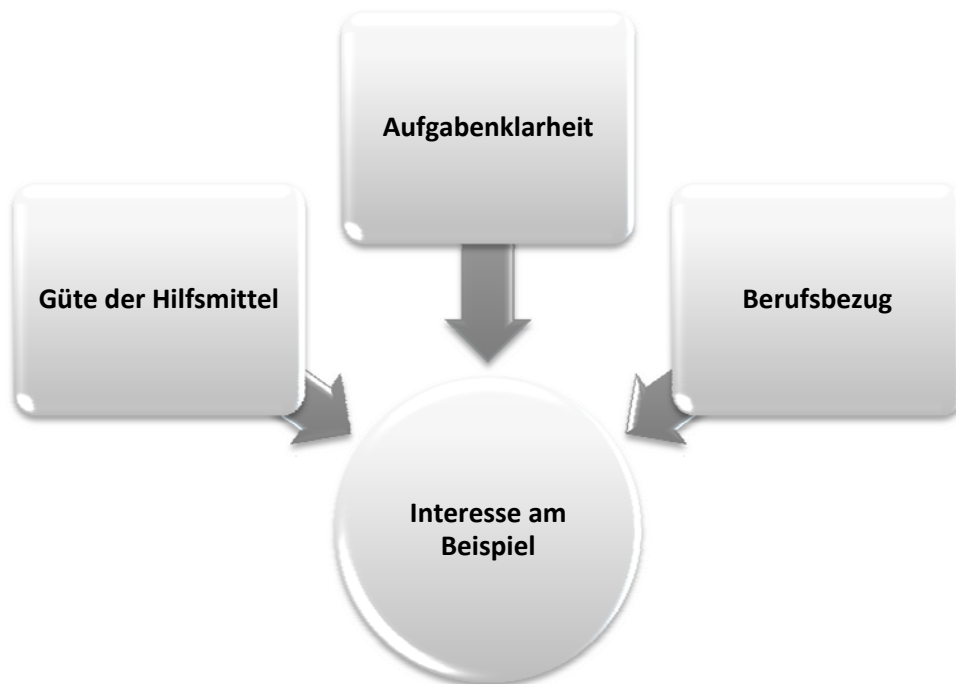 Aufgabenklarheit
Güte der Hilfsmittel
Berufsbezug
Interesse am
Beispiel